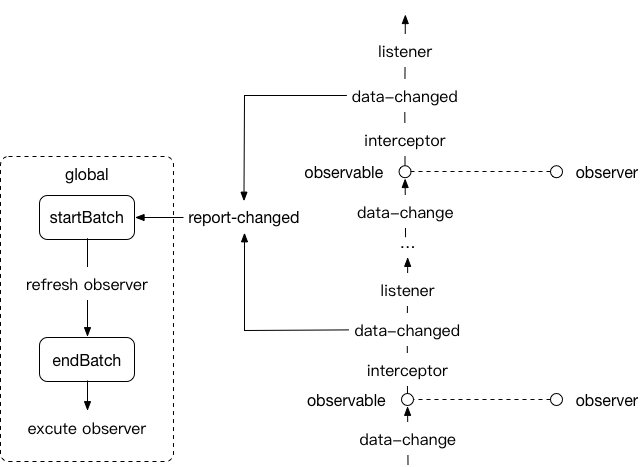 listener
data-changed
interceptor
observable
observer
global
startBatch
report-changed
data-change
...
refresh observer
listener
data-changed
endBatch
interceptor
observable
observer
excute observer
data-change